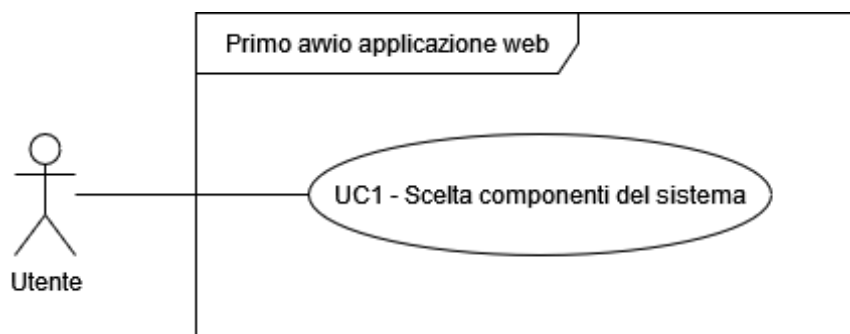 Primo avvio applicazione web
UC1 - Scelta componenti del sistema
Utente